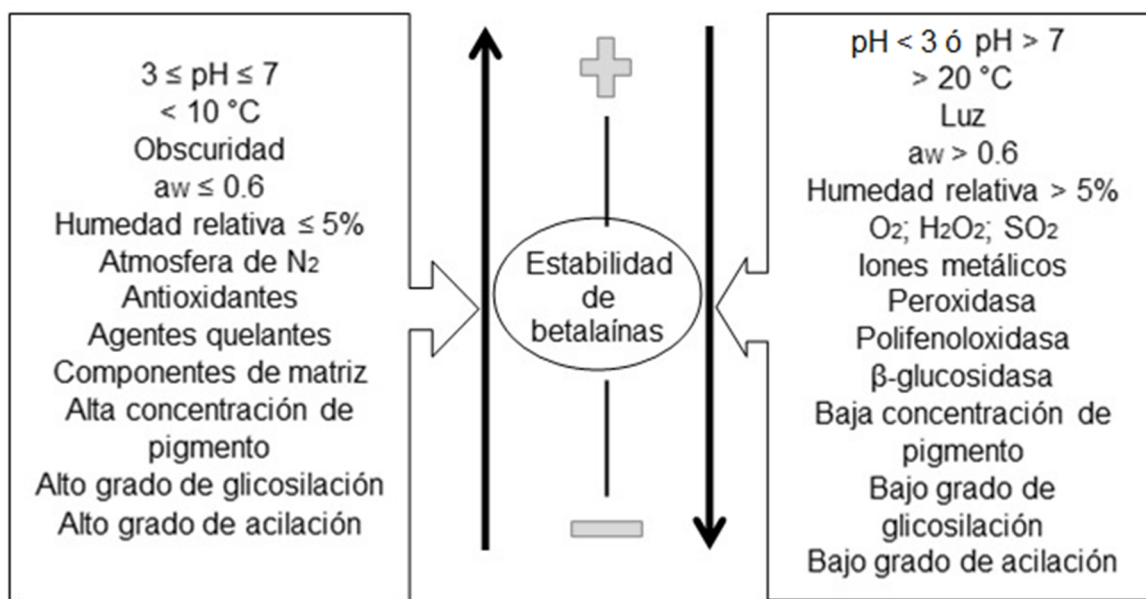 3 ≤ pH ≤ 7
< 10 °C
Obscuridad
aw ≤ 0.6
Humedad relativa ≤ 5%
Atmosfera de N2
Antioxidantes
Agentes quelantes
Componentes de matriz
Alta concentración de
pigmento
Alto grado de glicosilación
Alto grado de acilación
Estabilidad
de
betalaínas
pH < 3 ó pH > 7
> 20 °C
Luz
aw > 0.6
Humedad relativa > 5%
O2; H2O2; SO2
Iones metálicos
Peroxidasa
Polifenoloxidasa
β-glucosidasa
Baja concentración de
pigmento
Bajo grado de
glicosilación
Bajo grado de acilación